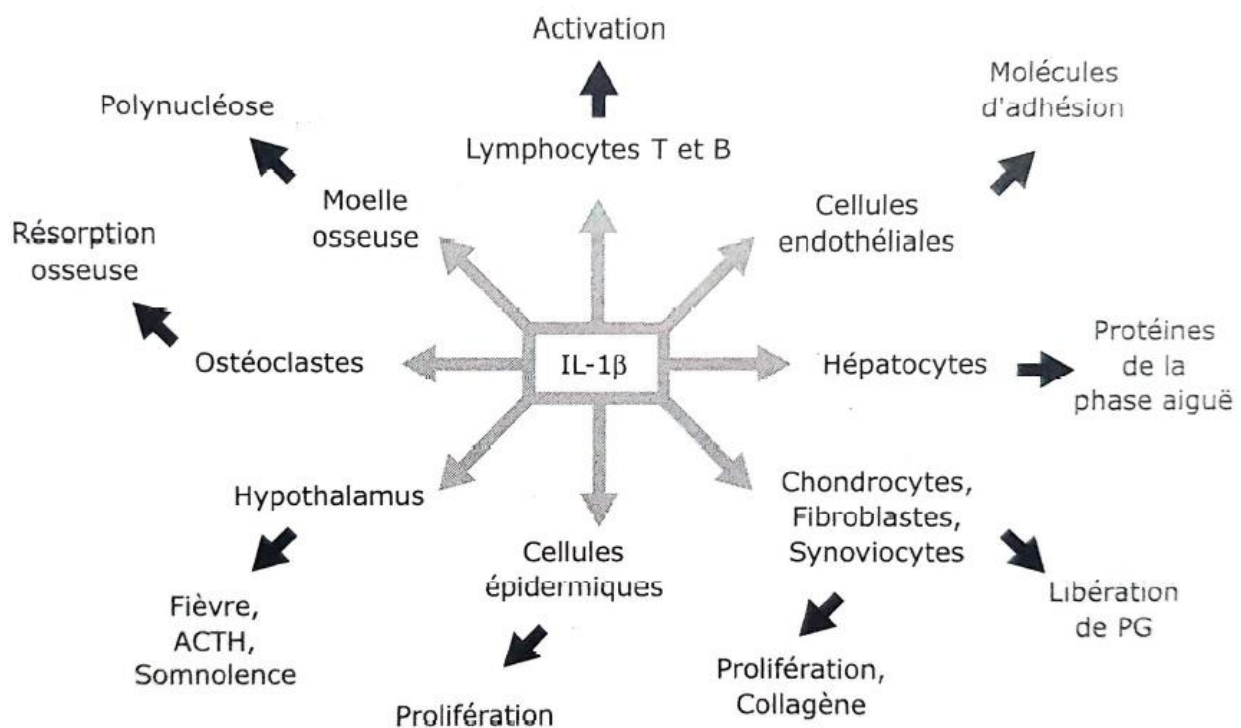 Activation
Molécules
d'adhésion
Polynucléose
Lymphocytes T et B
Moelle
osseuse
Cellules
endothéliales
Résorption
osseuse
Ostéoclastes
IL-1β
Hépatocytes
Protéines
de la
phase aiguë
Hypothalamus
Chondrocytes,
Fibroblastes,
Synoviocytes
Cellules
épidermiques
Fièvre,
ACTH,
Somnolence
Libération
de PG
Prolifération,
Collagène
Prolifération